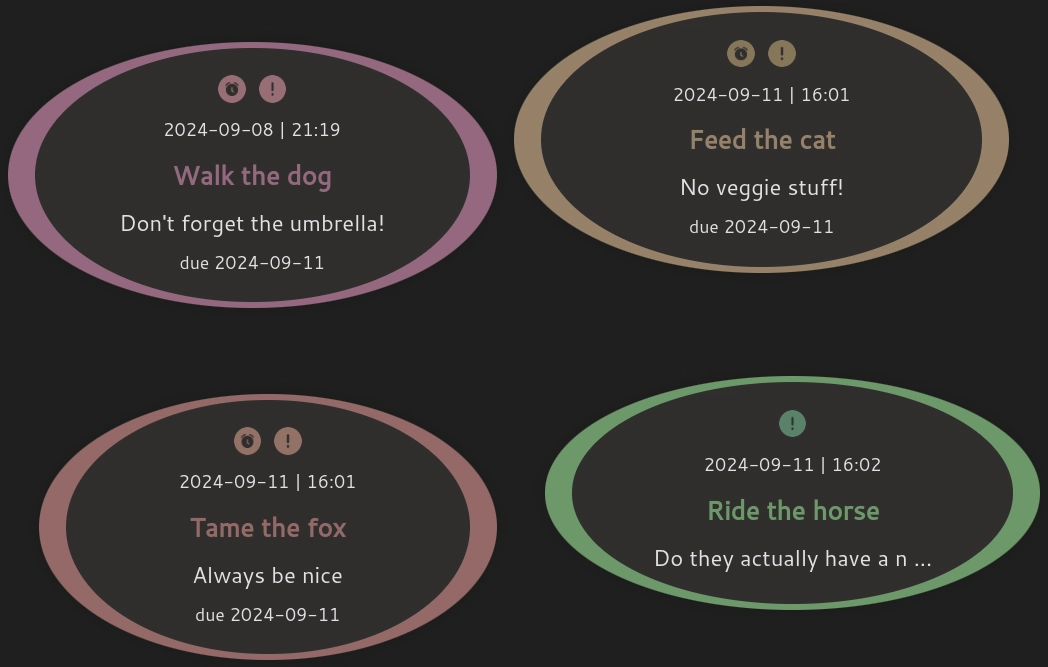 2024-09-08 | 21:19
Walk the dog
Don't forget the umbrella!
due 2024-09-11
2024-09-11 | 16:01
Feed the cat
No veggie stuff!
due 2024-09-11
2024-09-11 | 16:01
Tame the fox
Always be nice
due 2024-09-11
2024-09-11 | 16:02
Ride the horse
Do they actually have a n ...